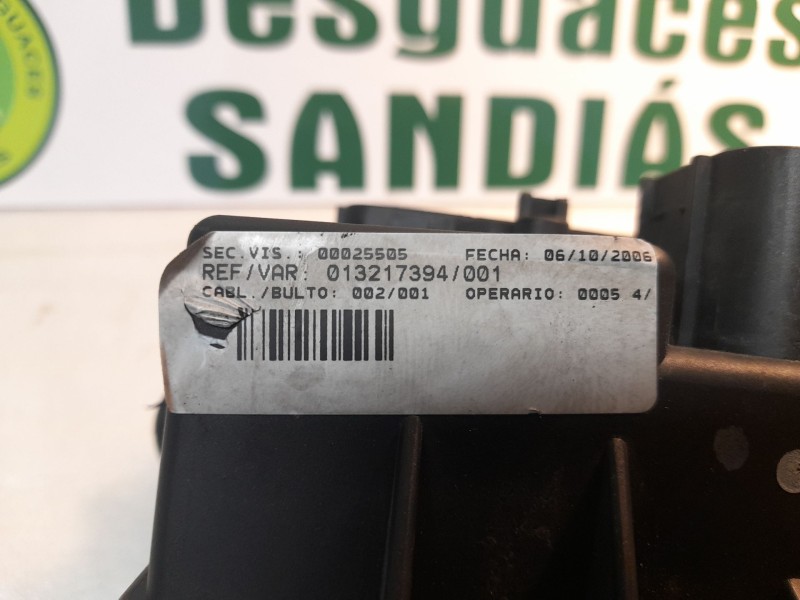 Desguaces
SANDIÁS
SEC.VIS.: 00025505 FECHA: 06/10/2006
REF/VAR: 013217394/001
CABL./BULTO: 002/001 OPERARIO: 0005 4/